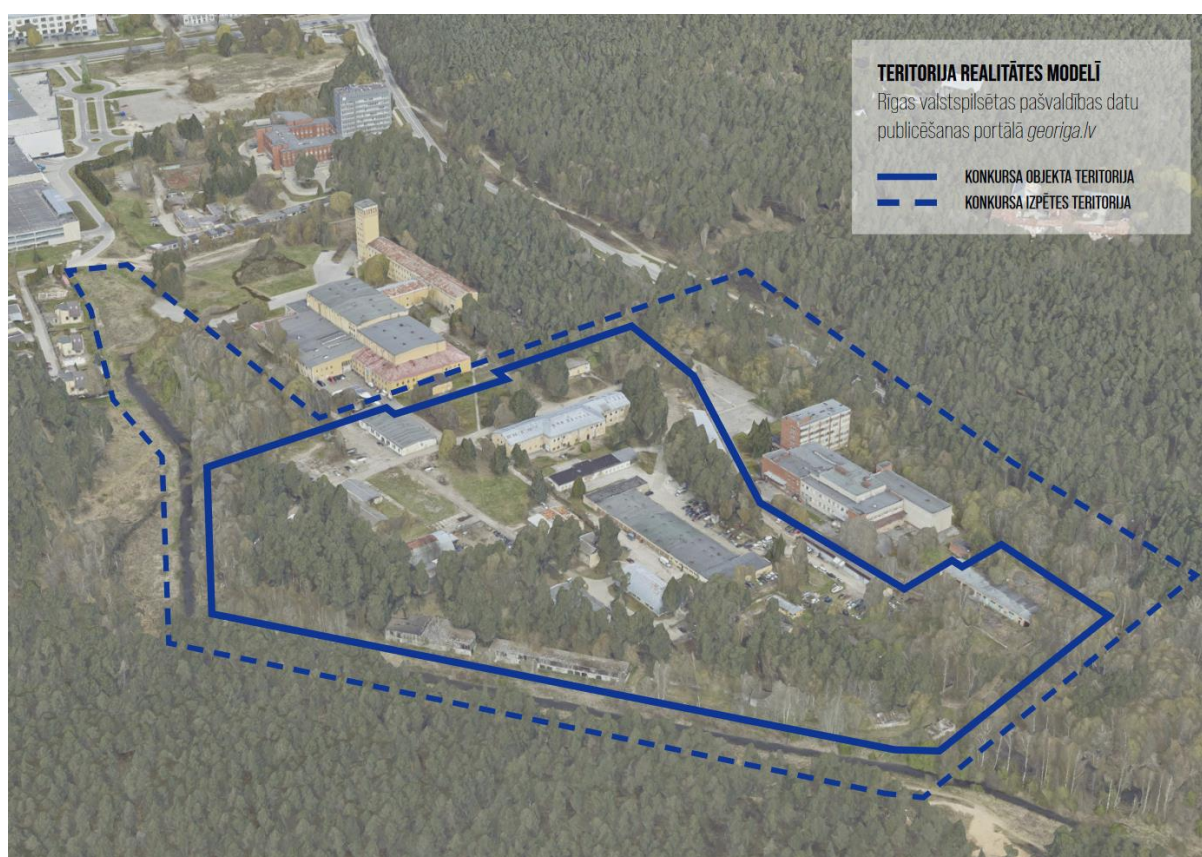 TERITORIJA REALITĀTES MODELĪ
Rīgas valstspilsētas pašvaldības datu
publicēšanas portālā georiga.lv
KONKURSA OBJEKTA TERITORIJA
KONKURSA IZPĒTES TERITORIJA